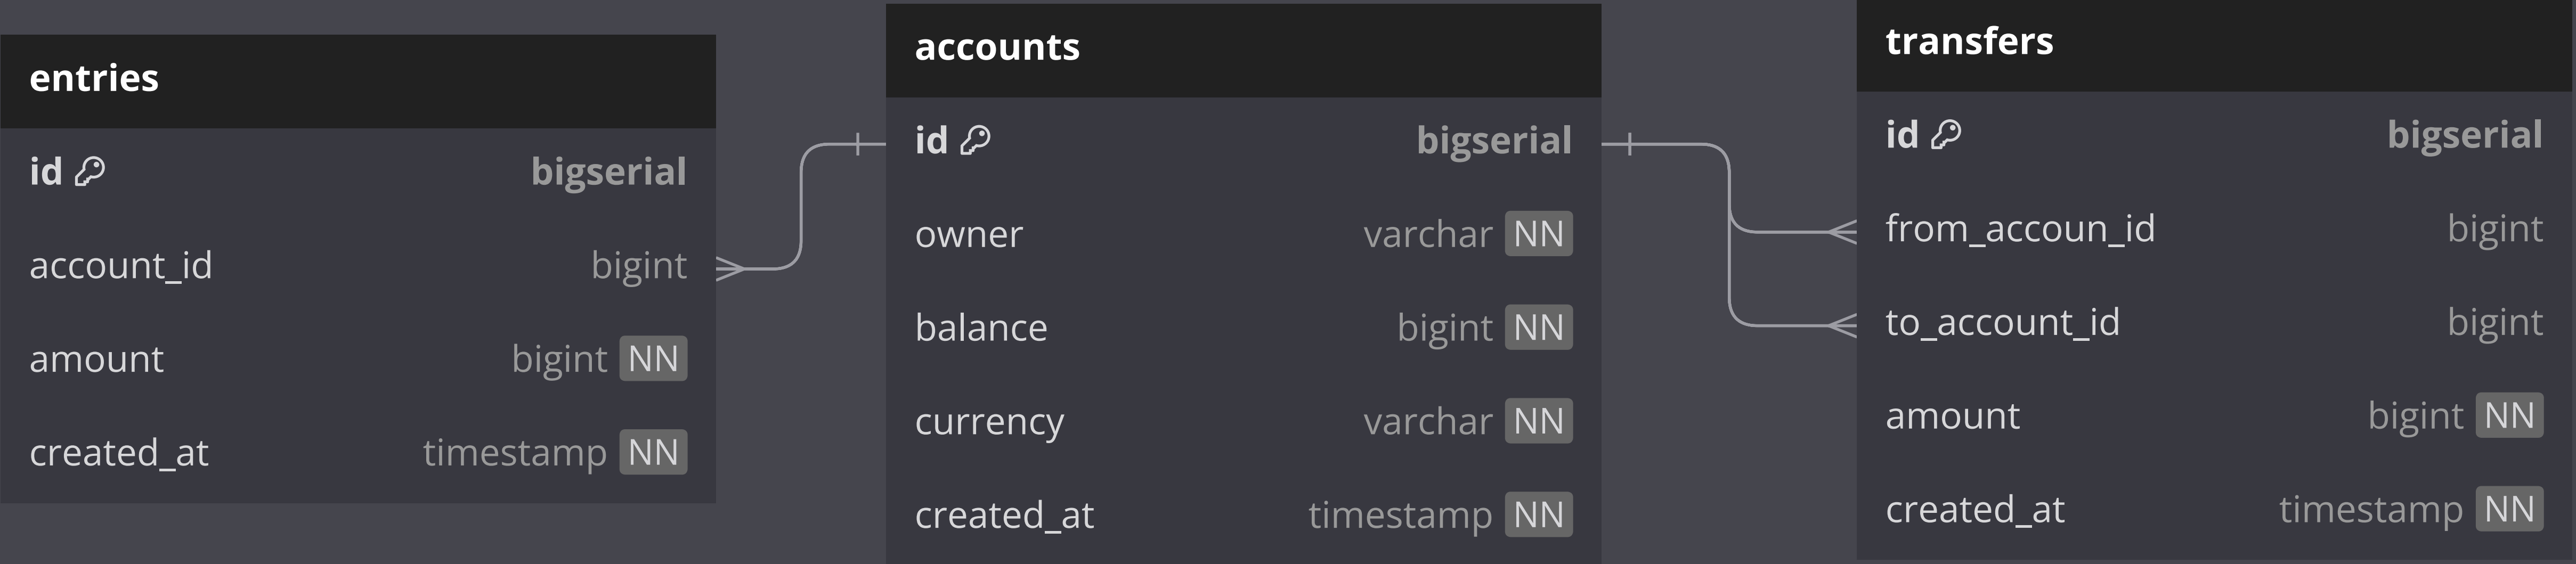 entries
id bigserial
account_id bigint
amount bigint NN
created_at timestamp NN
accounts
id bigserial
owner varchar NN
balance bigint NN
currency varchar NN
created_at timestamp NN
transfers
id bigserial
from_accoun_id bigint
to_account_id bigint
amount bigint NN
created_at timestamp NN